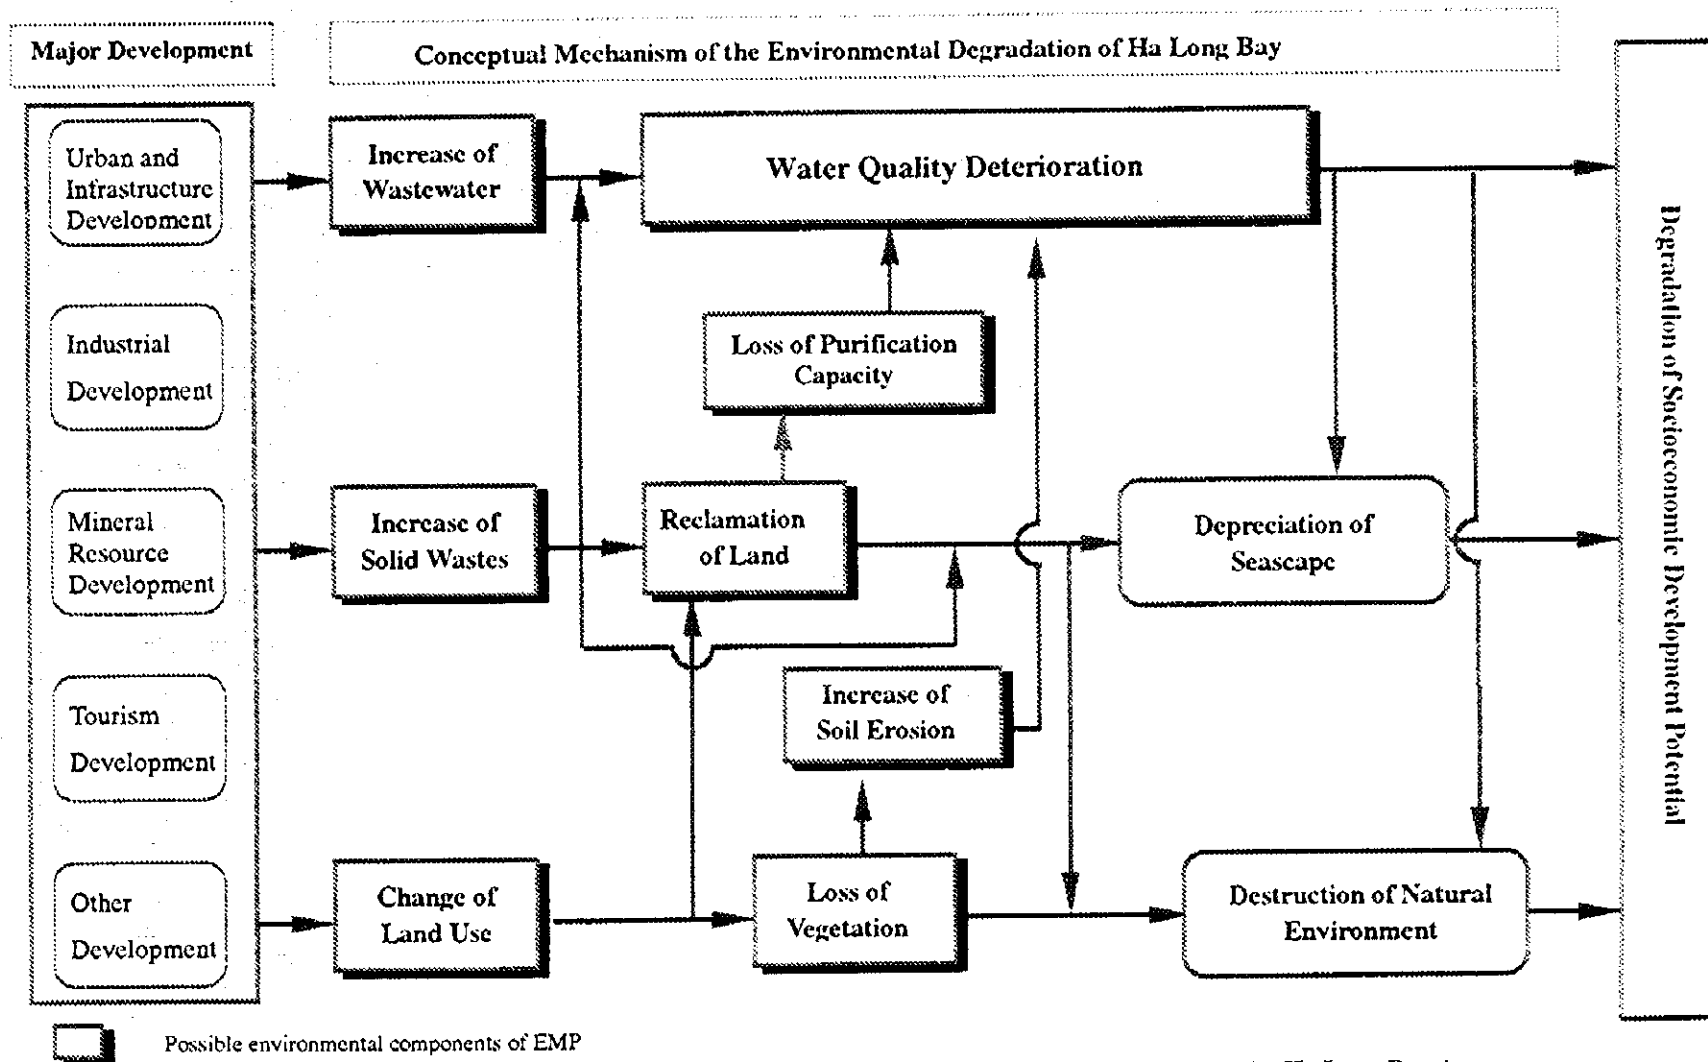 Major Development
Conceptual Mechanism of the Environmental Degradation of Ha Long Bay
Urban and
Infrastructure
Development
Industrial
Development
Mineral
Resource
Development
Tourism
Development
Other
Development
Increase of
Wastewater
Water Quality Deterioration
Loss of Purification
Capacity
Increase of
Solid Wastes
Reclamation
of Land
Depreciation of
Seascape
Increase of
Soil Erosion
Change of
Land Use
Loss of
Vegetation
Destruction of Natural
Environment
Degradation of Socioeconomic Development Potential
Possible environmental components of EMP